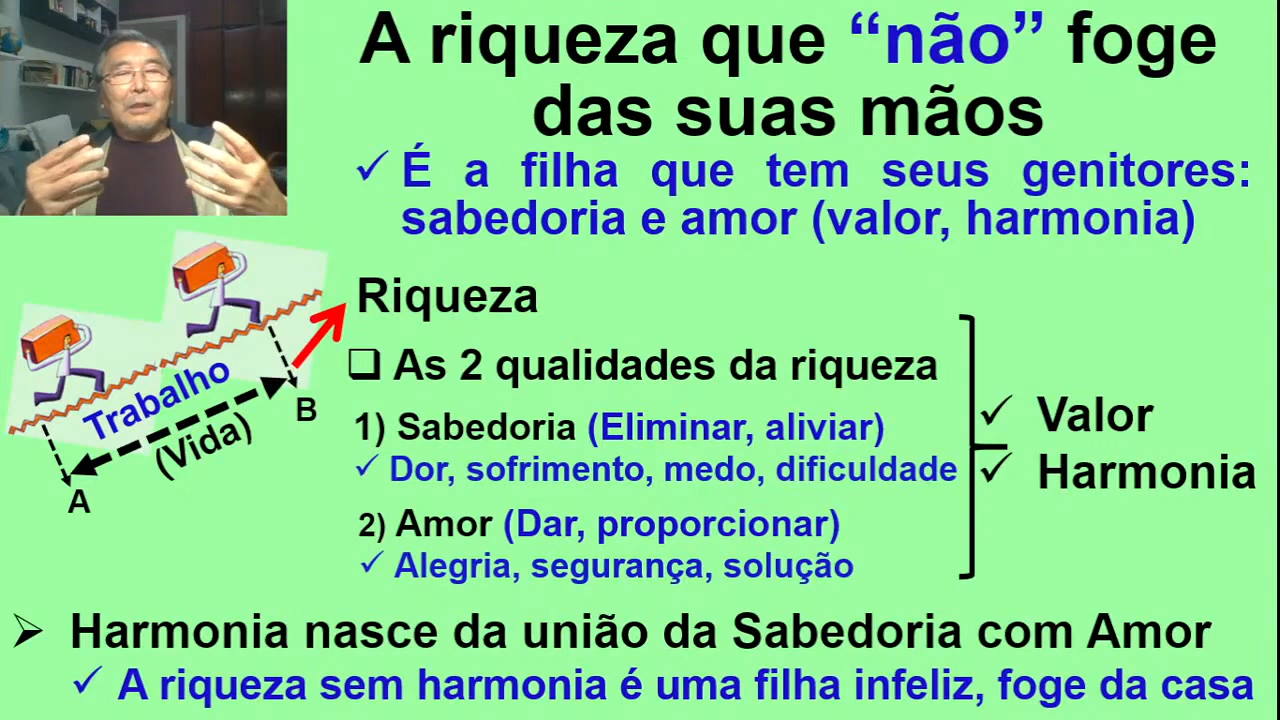 A riqueza que “não” foge
das suas mãos
✓ É a filha que tem seus genitores:
sabedoria e amor (valor, harmonia)
Riqueza
Trabalho
(Vida)
A
B
❑ As 2 qualidades da riqueza
1) Sabedoria (Eliminar, aliviar)
✓ Dor, sofrimento, medo, dificuldade
2) Amor (Dar, proporcionar)
✓ Alegria, segurança, solução
✓ Valor
✓ Harmonia
➢ Harmonia nasce da união da Sabedoria com Amor
✓ A riqueza sem harmonia é uma filha infeliz, foge da casa